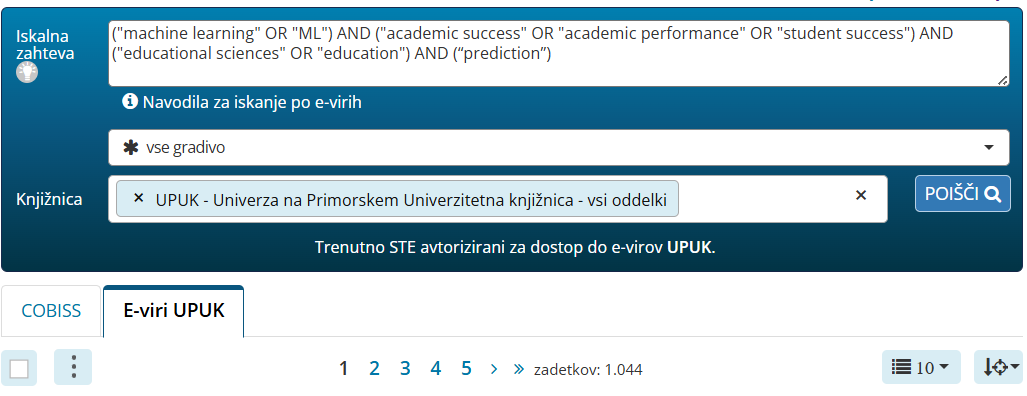 Iskalna zahteva
("machine learning" OR "ML") AND ("academic success" OR "academic performance" OR "student success") AND
("educational sciences" OR "education") AND (“prediction”)
Navodila za iskanje po e-virih
vse gradivo
Knjižnica
× UPUK - Univerza na Primorskem Univerzitetna knjižnica - vsi oddelki ×
POIŠČI
Trenutno STE avtorizirani za dostop do e-virov UPUK.
COBISS E-viri UPUK
1 2 3 4 5 › » zadetkov: 1.044 10